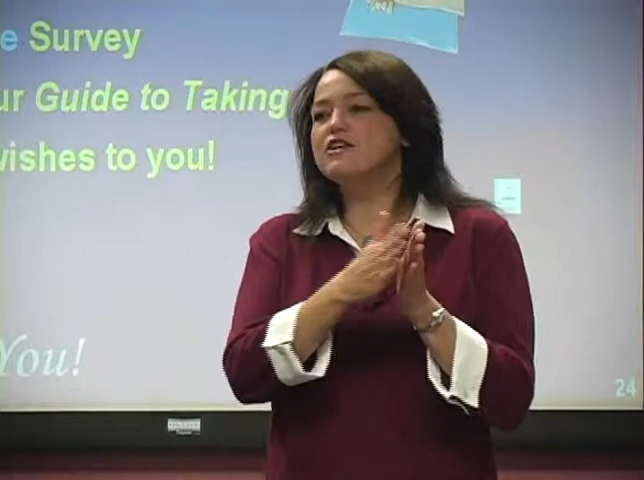 e Survey
ur Guide to Taking
wishes to you!
You!
24